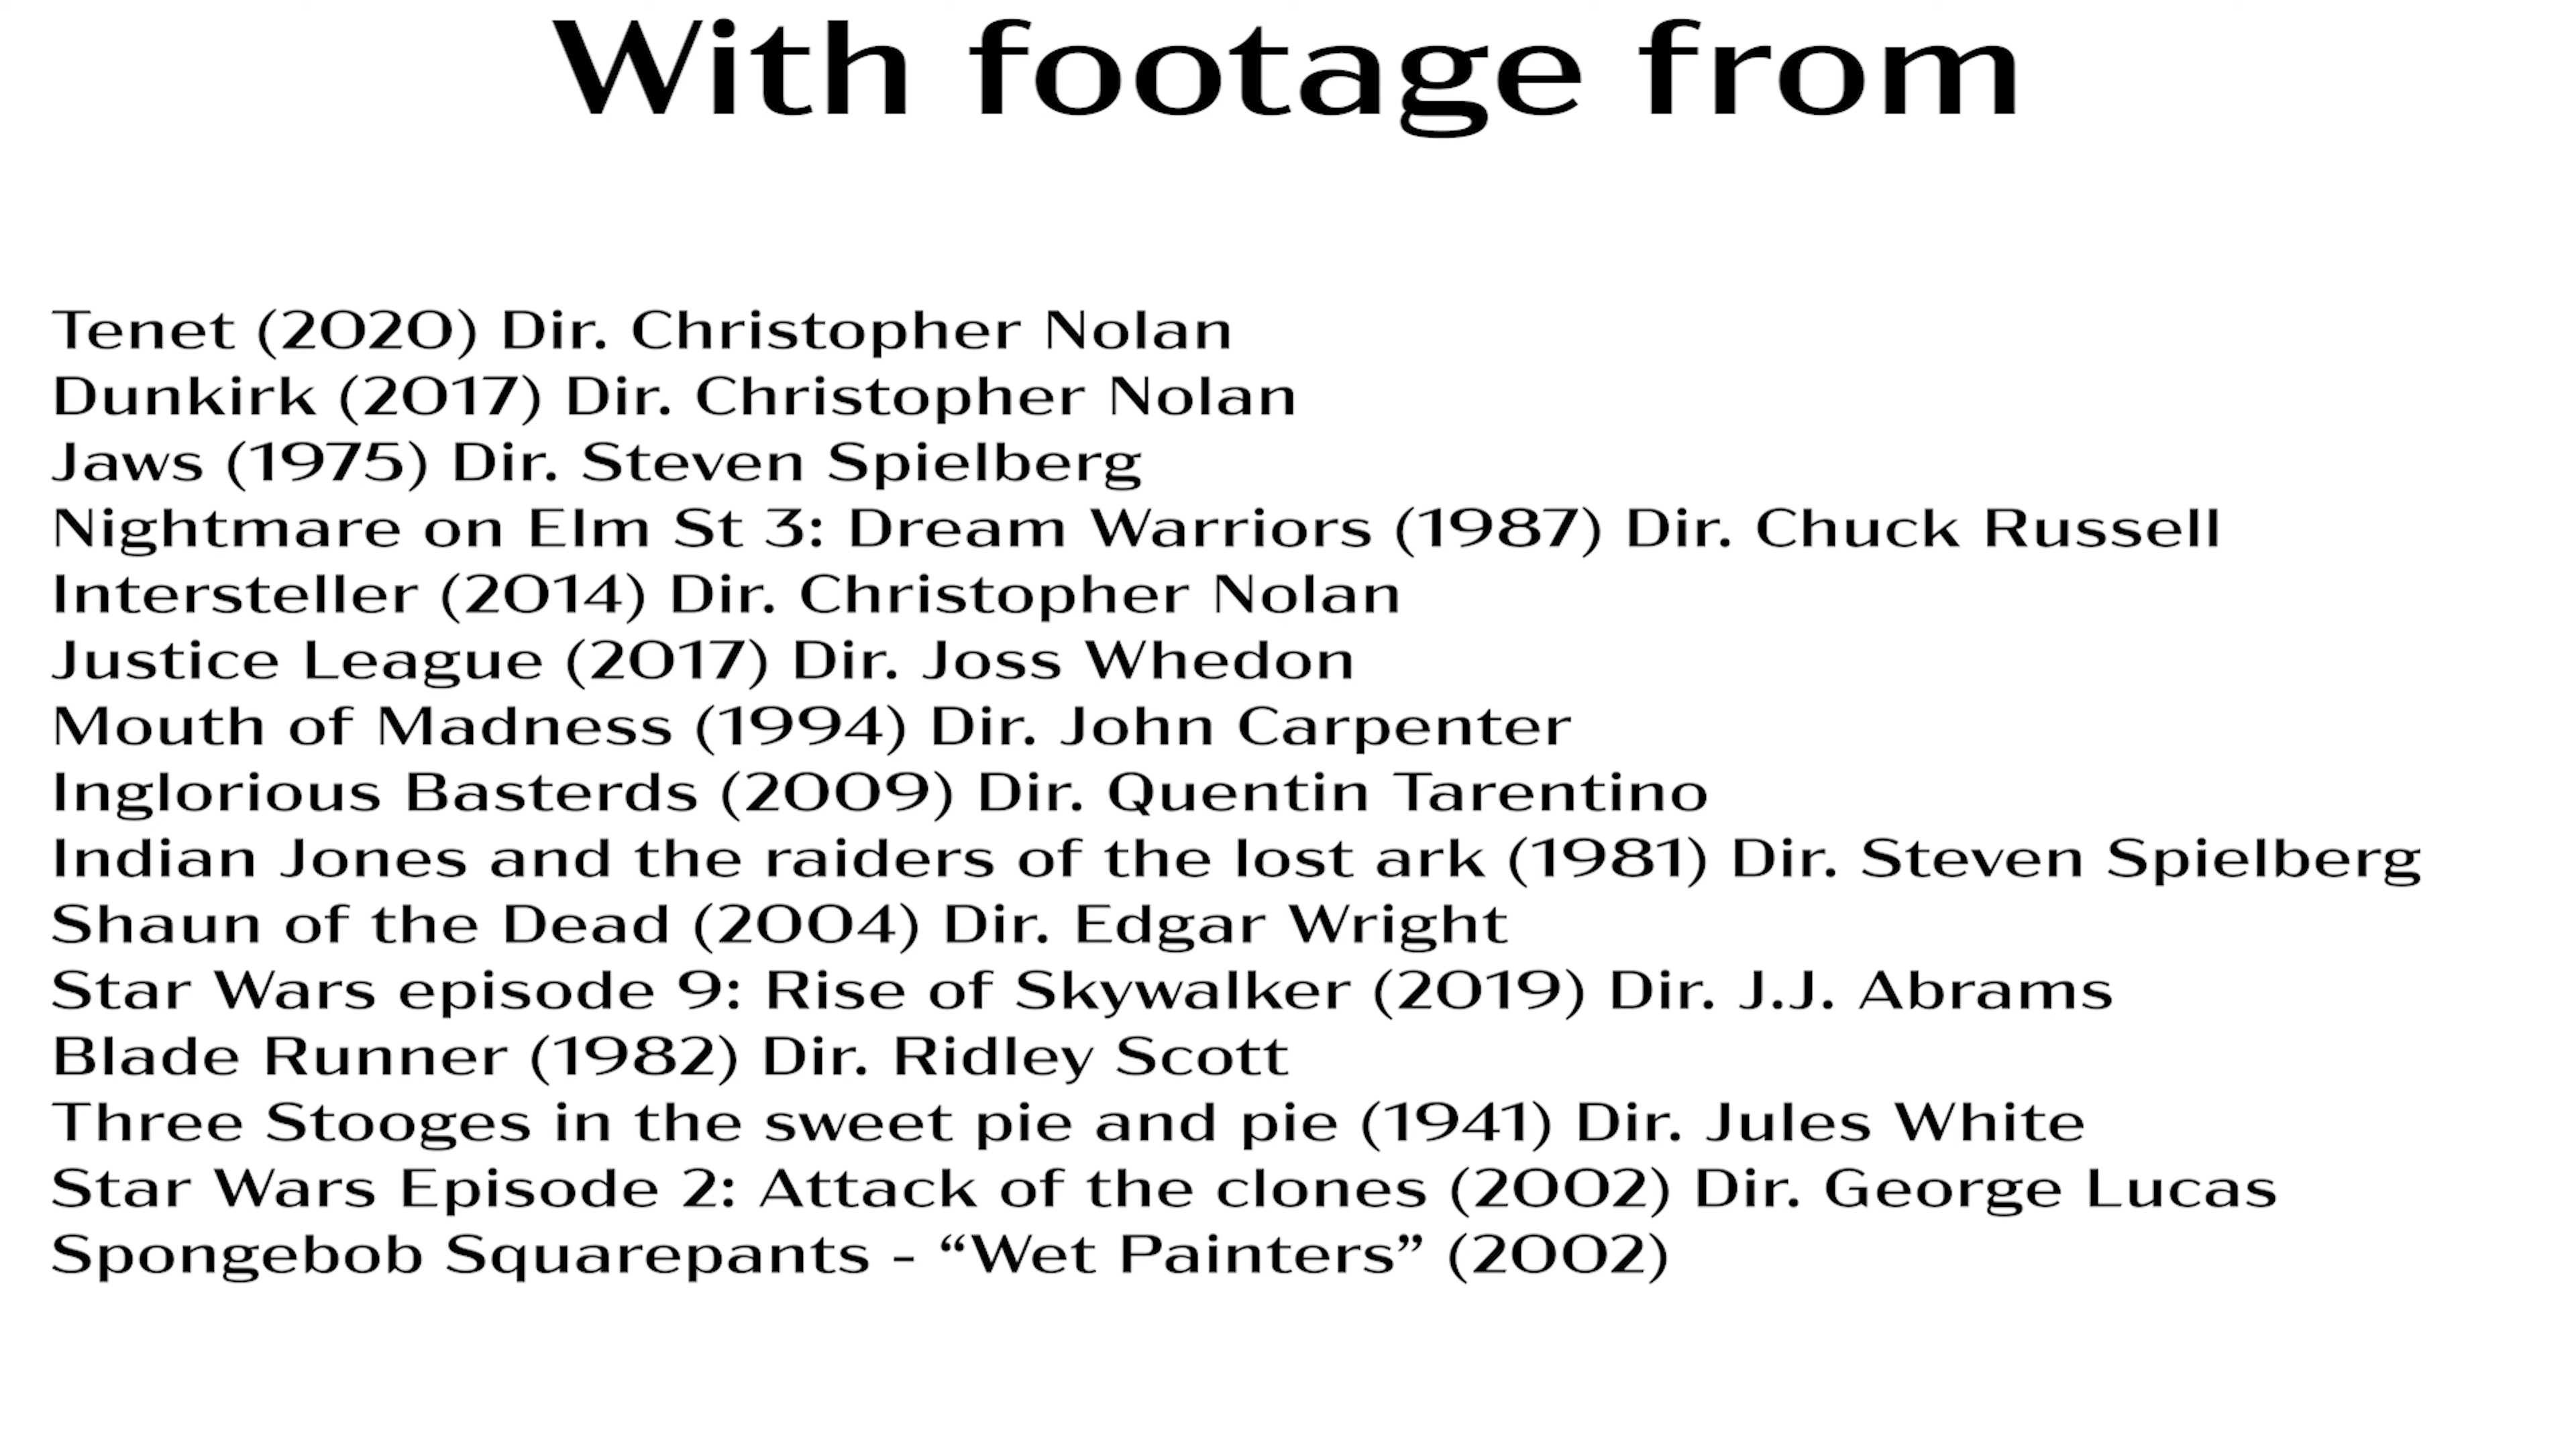 With footage from
Tenet (2020) Dir. Christopher Nolan
Dunkirk (2017) Dir. Christopher Nolan
Jaws (1975) Dir. Steven Spielberg
Nightmare on Elm St 3: Dream Warriors (1987) Dir. Chuck Russell
Intersteller (2014) Dir. Christopher Nolan
Justice League (2017) Dir. Joss Whedon
Mouth of Madness (1994) Dir. John Carpenter
Inglorious Basterds (2009) Dir. Quentin Tarentino
Indian Jones and the raiders of the lost ark (1981) Dir. Steven Spielberg
Shaun of the Dead (2004) Dir. Edgar Wright
Star Wars episode 9: Rise of Skywalker (2019) Dir. J.J. Abrams
Blade Runner (1982) Dir. Ridley Scott
Three Stooges in the sweet pie and pie (1941) Dir. Jules White
Star Wars Episode 2: Attack of the clones (2002) Dir. George Lucas
Spongebob Squarepants - “Wet Painters” (2002)